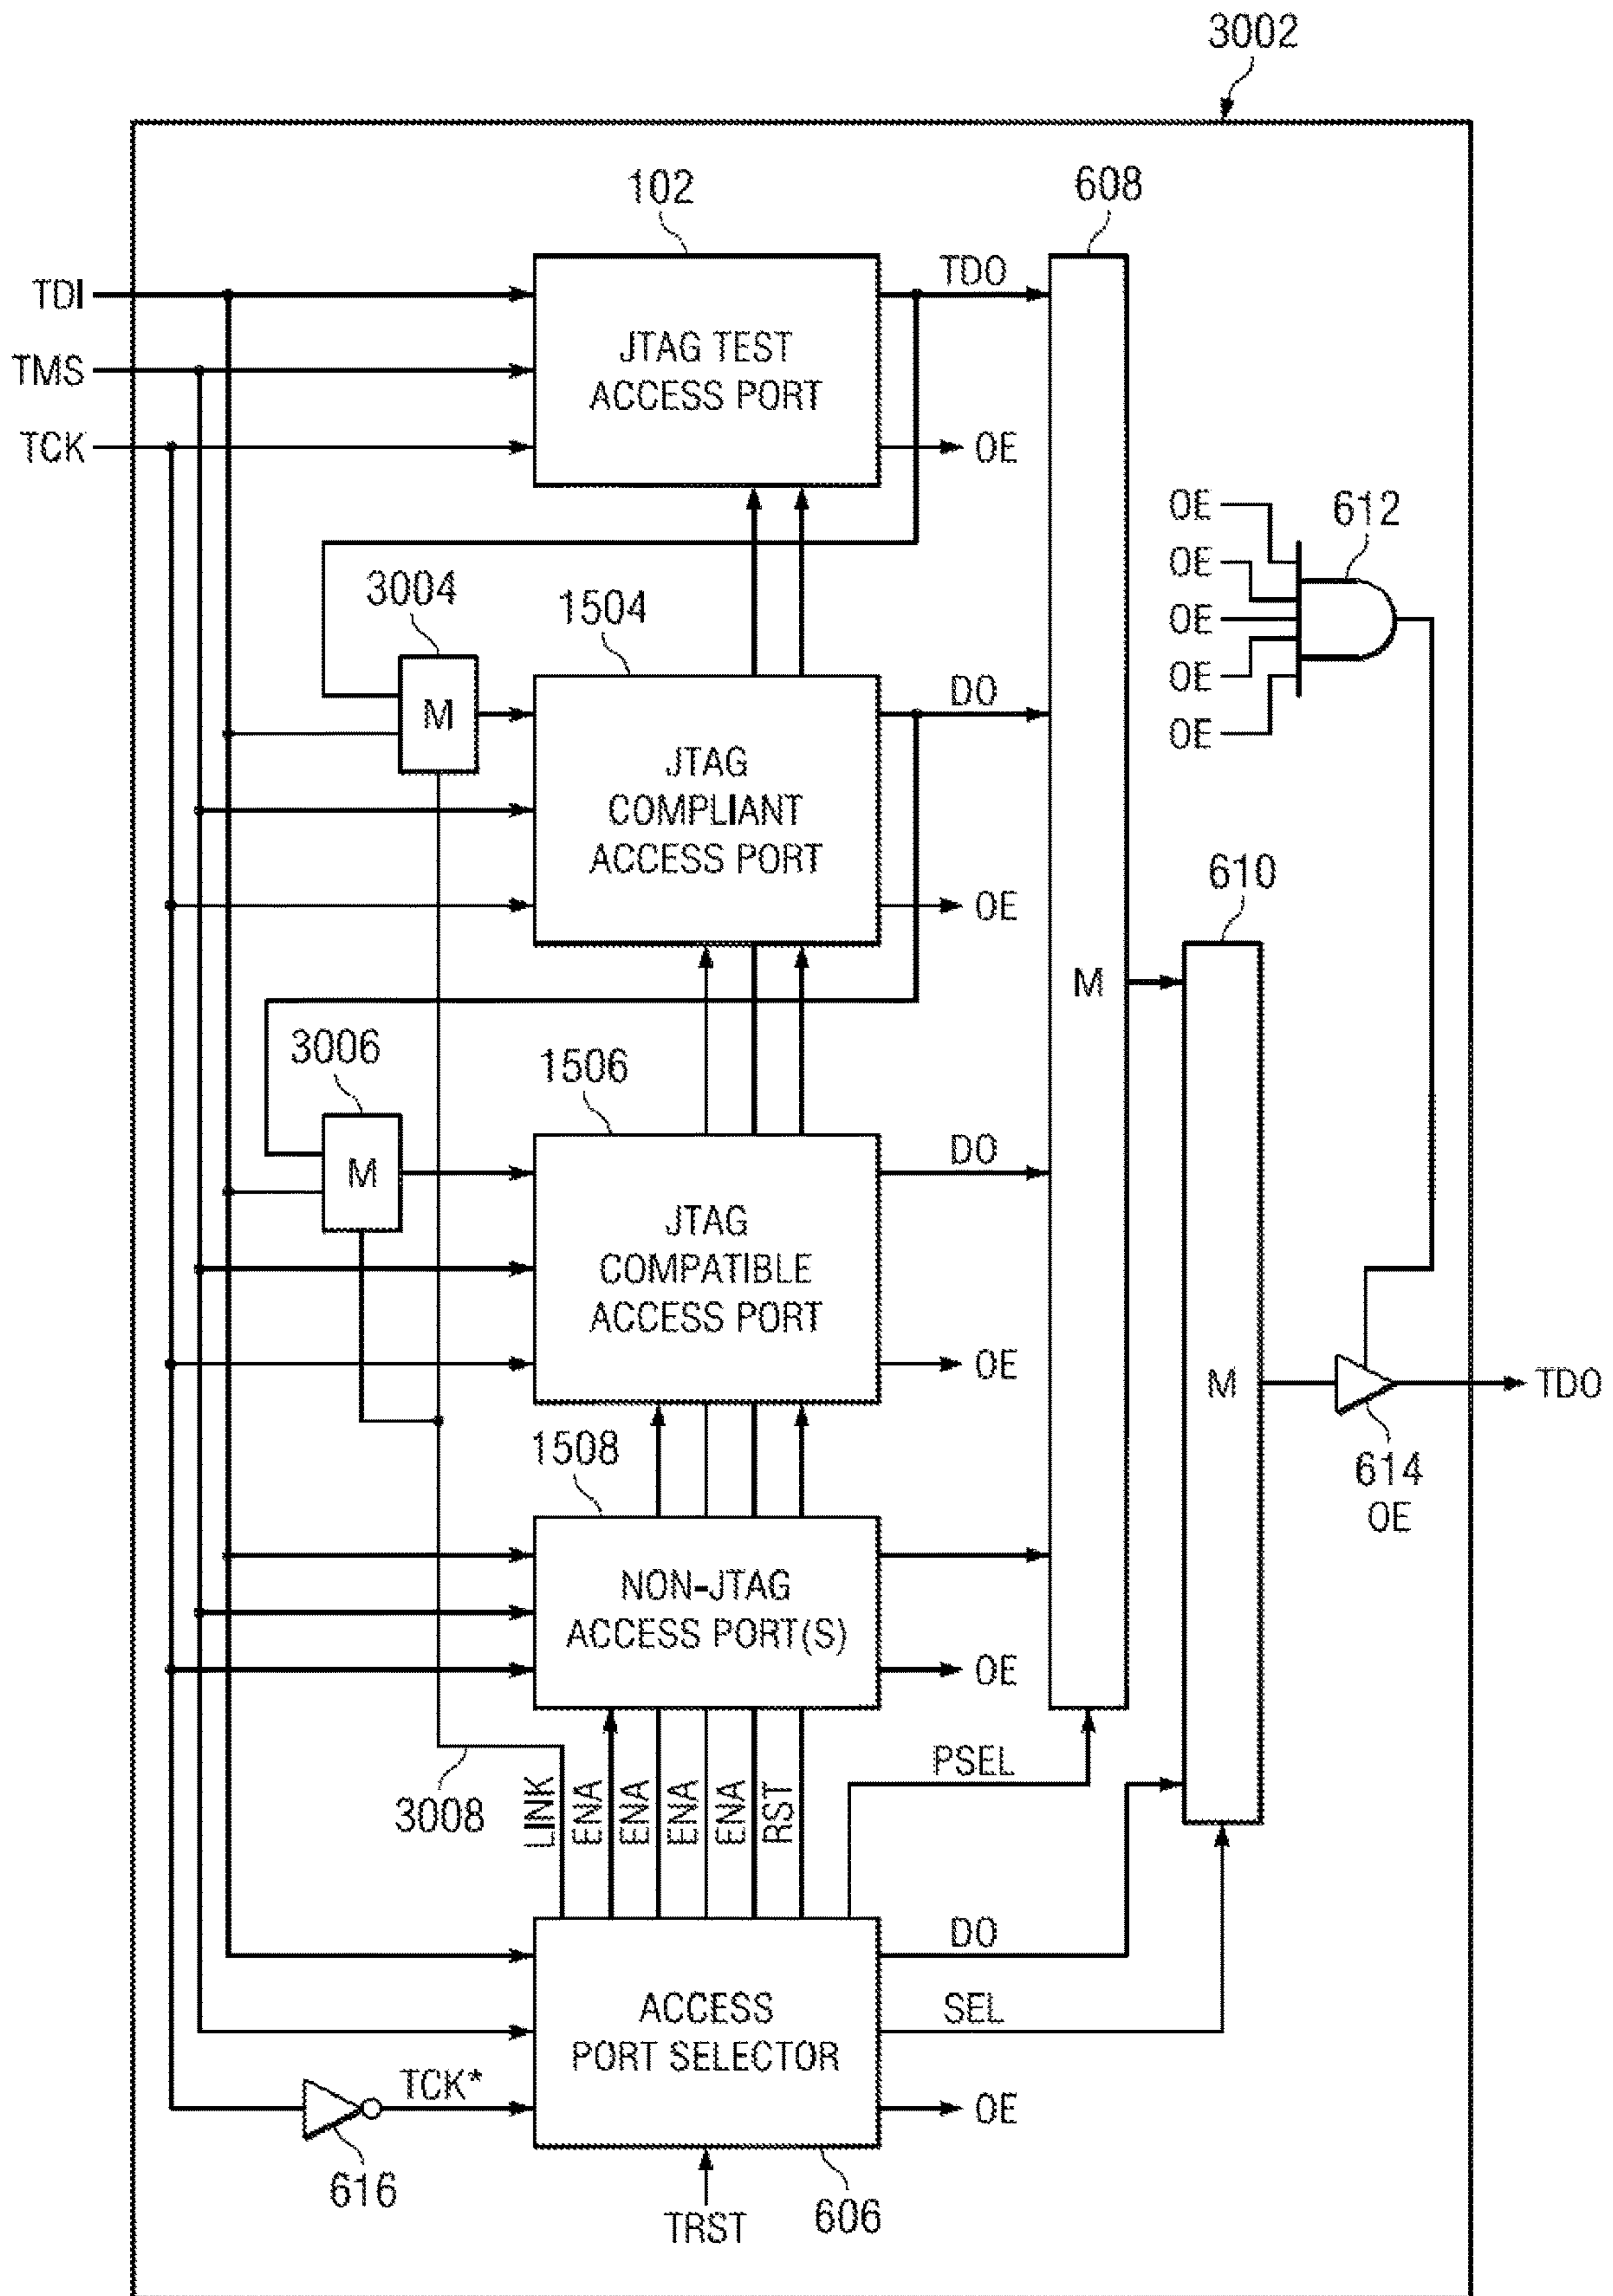 3002
102
608
TDI
TDO
JTAG TEST
ACCESS PORT
TMS
TCK
OE
OE
612
OE
OE
OE
OE
3004
1504
M
DO
JTAG
COMPLIANT
ACCESS PORT
OE
610
M
3006
1506
M
DO
JTAG
COMPATIBLE
ACCESS PORT
OE
M
TDO
614
OE
1508
NON-JTAG
ACCESS PORT(S)
OE
PSEL
3008
LINK
ENA
ENA
ENA
ENA
RST
DO
ACCESS
PORT SELECTOR
SEL
TCK*
OE
616
TRST
606